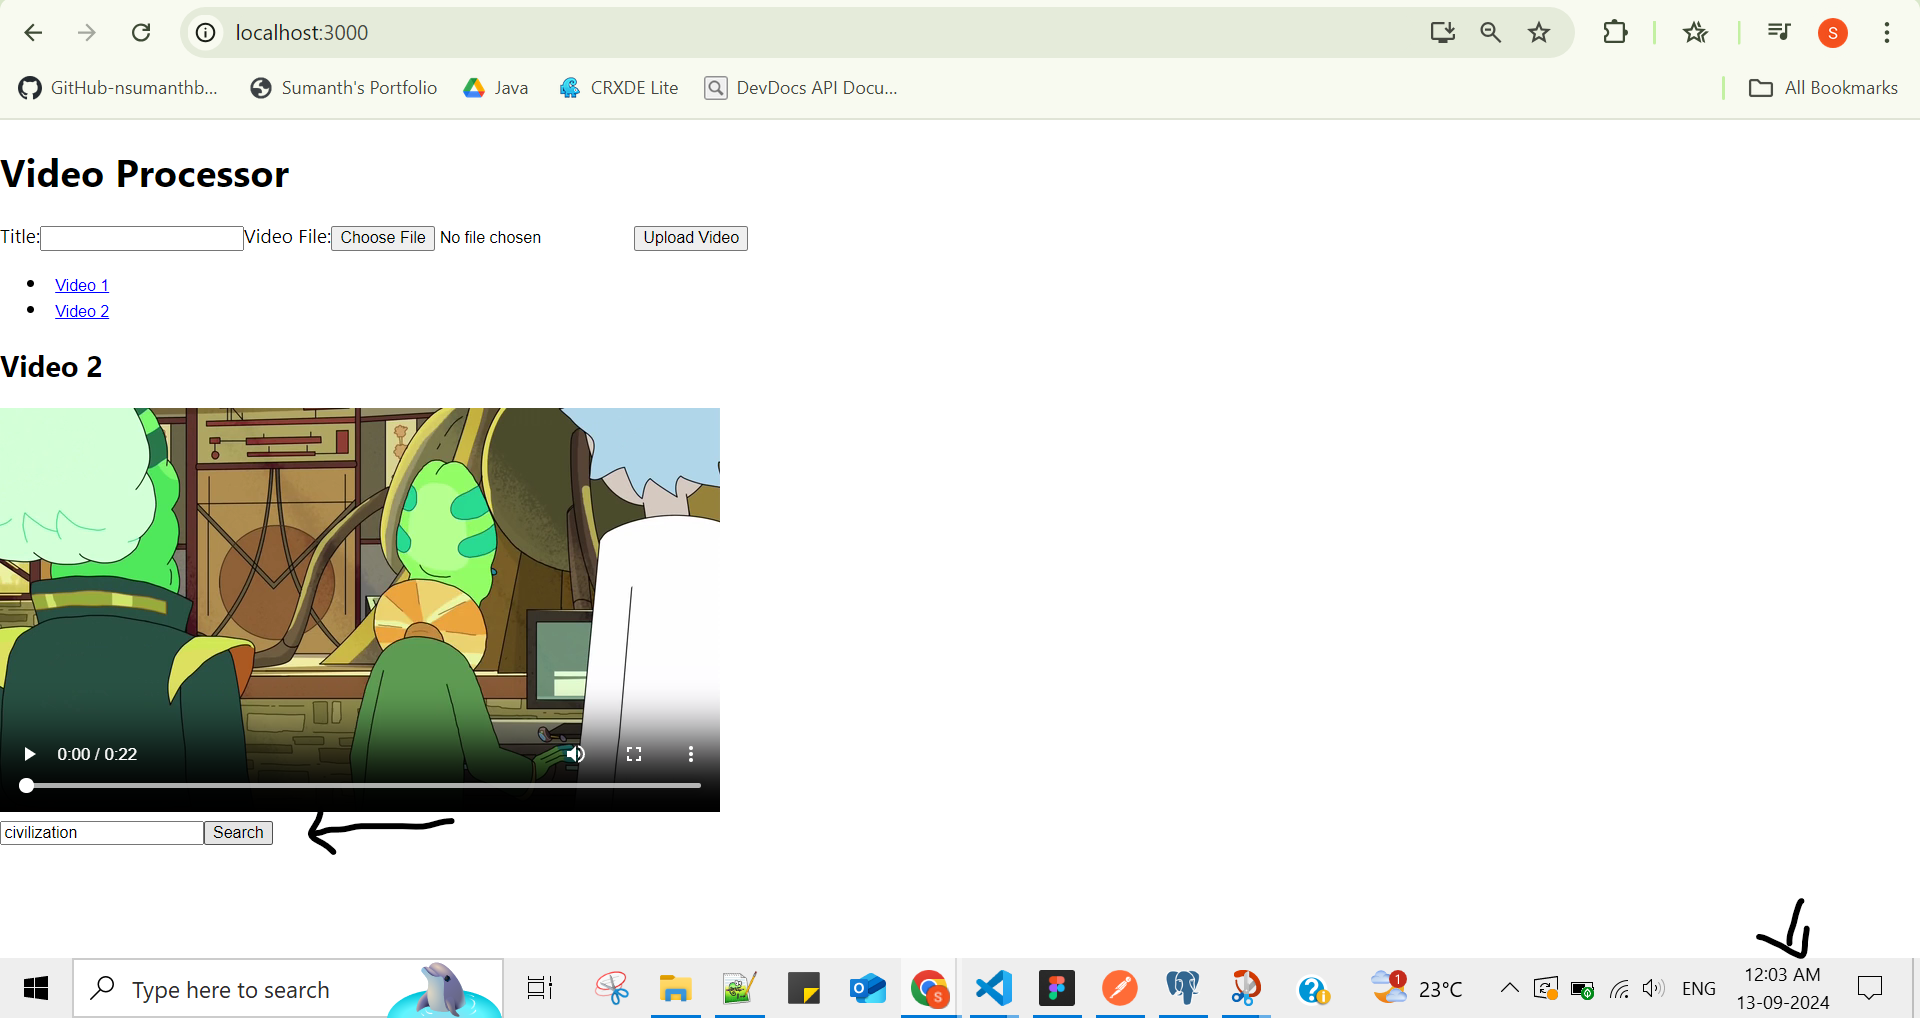 localhost:3000
S
GitHub-nsumanthb... Sumanth's Portfolio Java CRXDE Lite DevDocs API Docu... All Bookmarks
Video Processor
Title: Video File: Choose File No file chosen Upload Video
Video 1
Video 2
Video 2
0:00 / 0:22
civilization Search
Type here to search
S
1
23°C
ENG
12:03 AM
13-09-2024